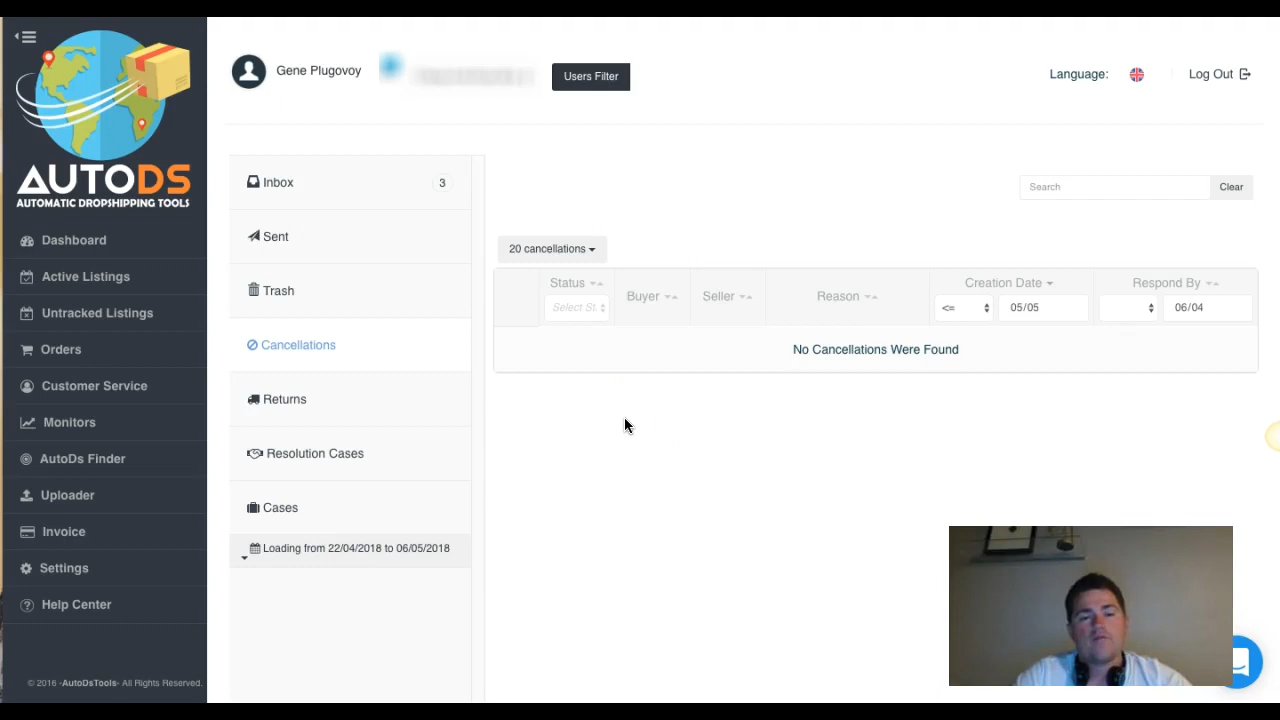 AUTODS
AUTOMATIC DROPSHIPPING TOOLS
Dashboard
Active Listings
Untracked Listings
Orders
Customer Service
Monitors
AutoDs Finder
Uploader
Invoice
Settings
Help Center
© 2016 -AutoDsTools- All Rights Reserved.
Gene Plugovoy
Users Filter
Language:
Log Out
Inbox 3
Sent
Trash
Cancellations
Returns
Resolution Cases
Cases
Loading from 22/04/2018 to 06/05/2018
Search Clear
20 cancellations
Status Buyer Seller Reason Creation Date Respond By
Select St. <= 05/05 06/04
No Cancellations Were Found